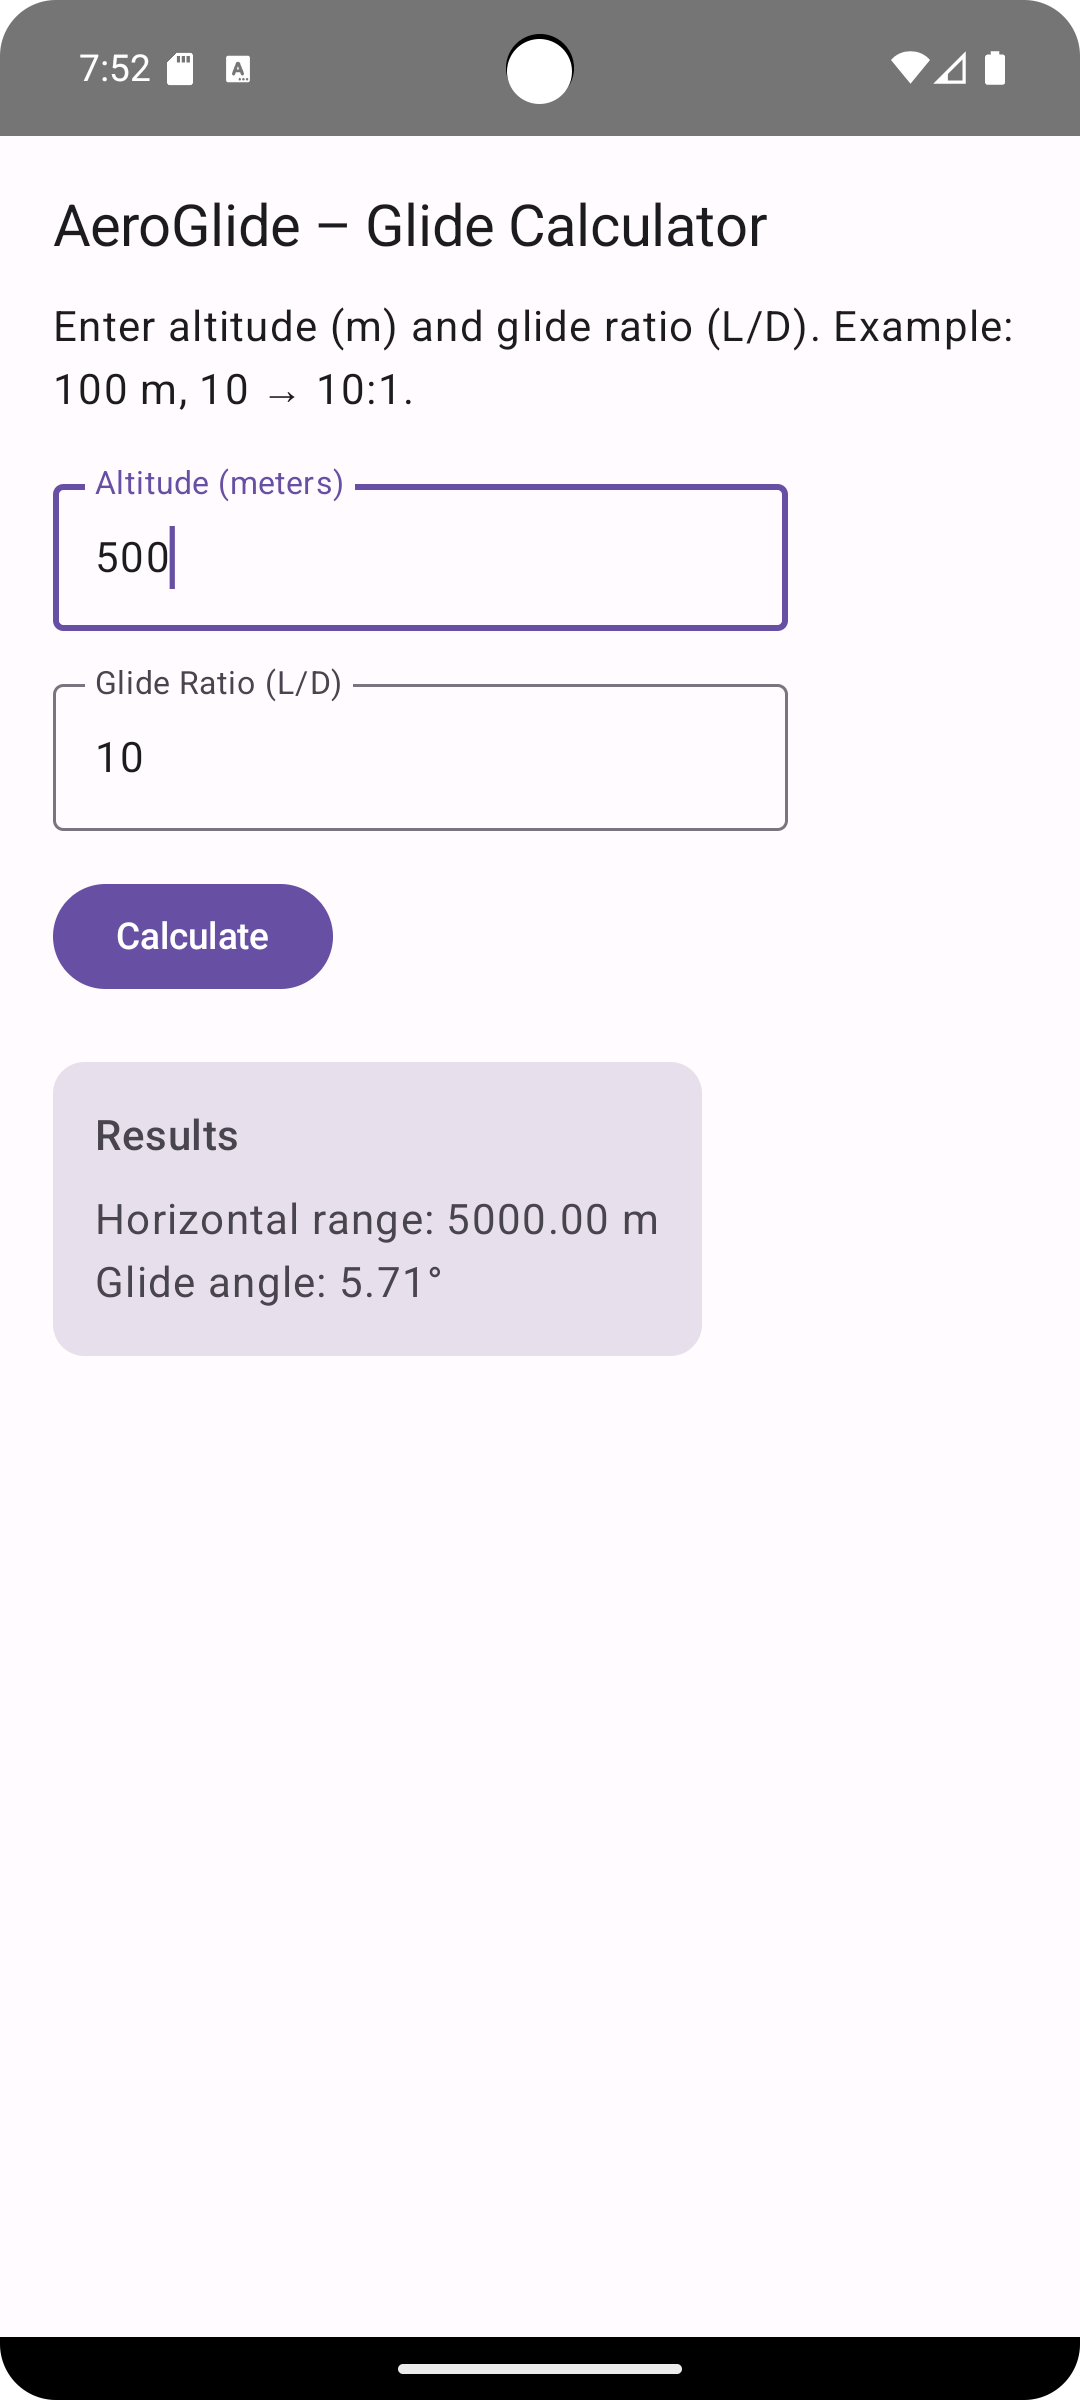 7:52
AeroGlide – Glide Calculator
Enter altitude (m) and glide ratio (L/D). Example:
100 m, 10 → 10:1.
Altitude (meters)
500
Glide Ratio (L/D)
10
Calculate
Results
Horizontal range: 5000.00 m
Glide angle: 5.71°